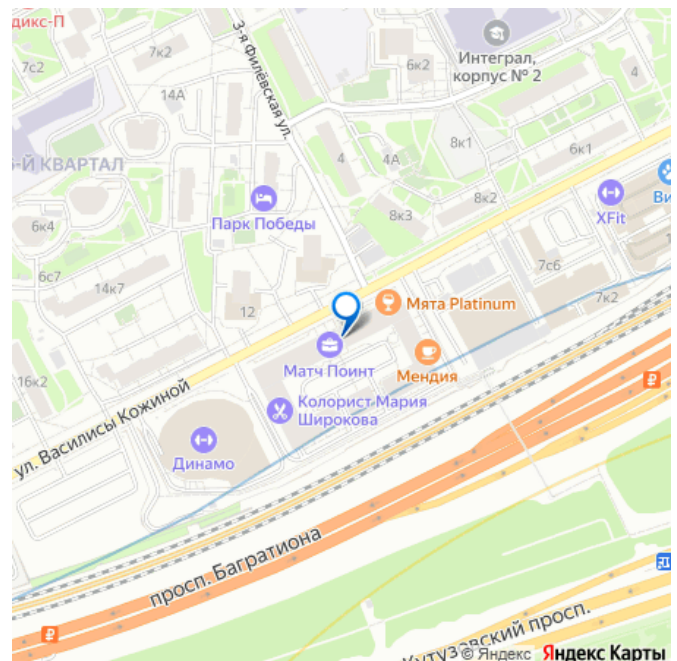 дикс-П
7к2
7с2
14А
3-я Филёвская ул.
6к2
Интеграл,
корпус № 2
4
4А
8к1
6к1
-Й КВАРТАЛ
Парк Победы
8к2
8к3
XFit
Ви
6к4
6с7
14к7
12
7с6
7к2
Мята Platinum
Матч Поинт
Мендия
16к2
ул. Василисы Кожиной
Колорист Мария
Широкова
Динамо
просп. Багратиона
Кутузовский просп.
© Яндекс Яндекс Карты